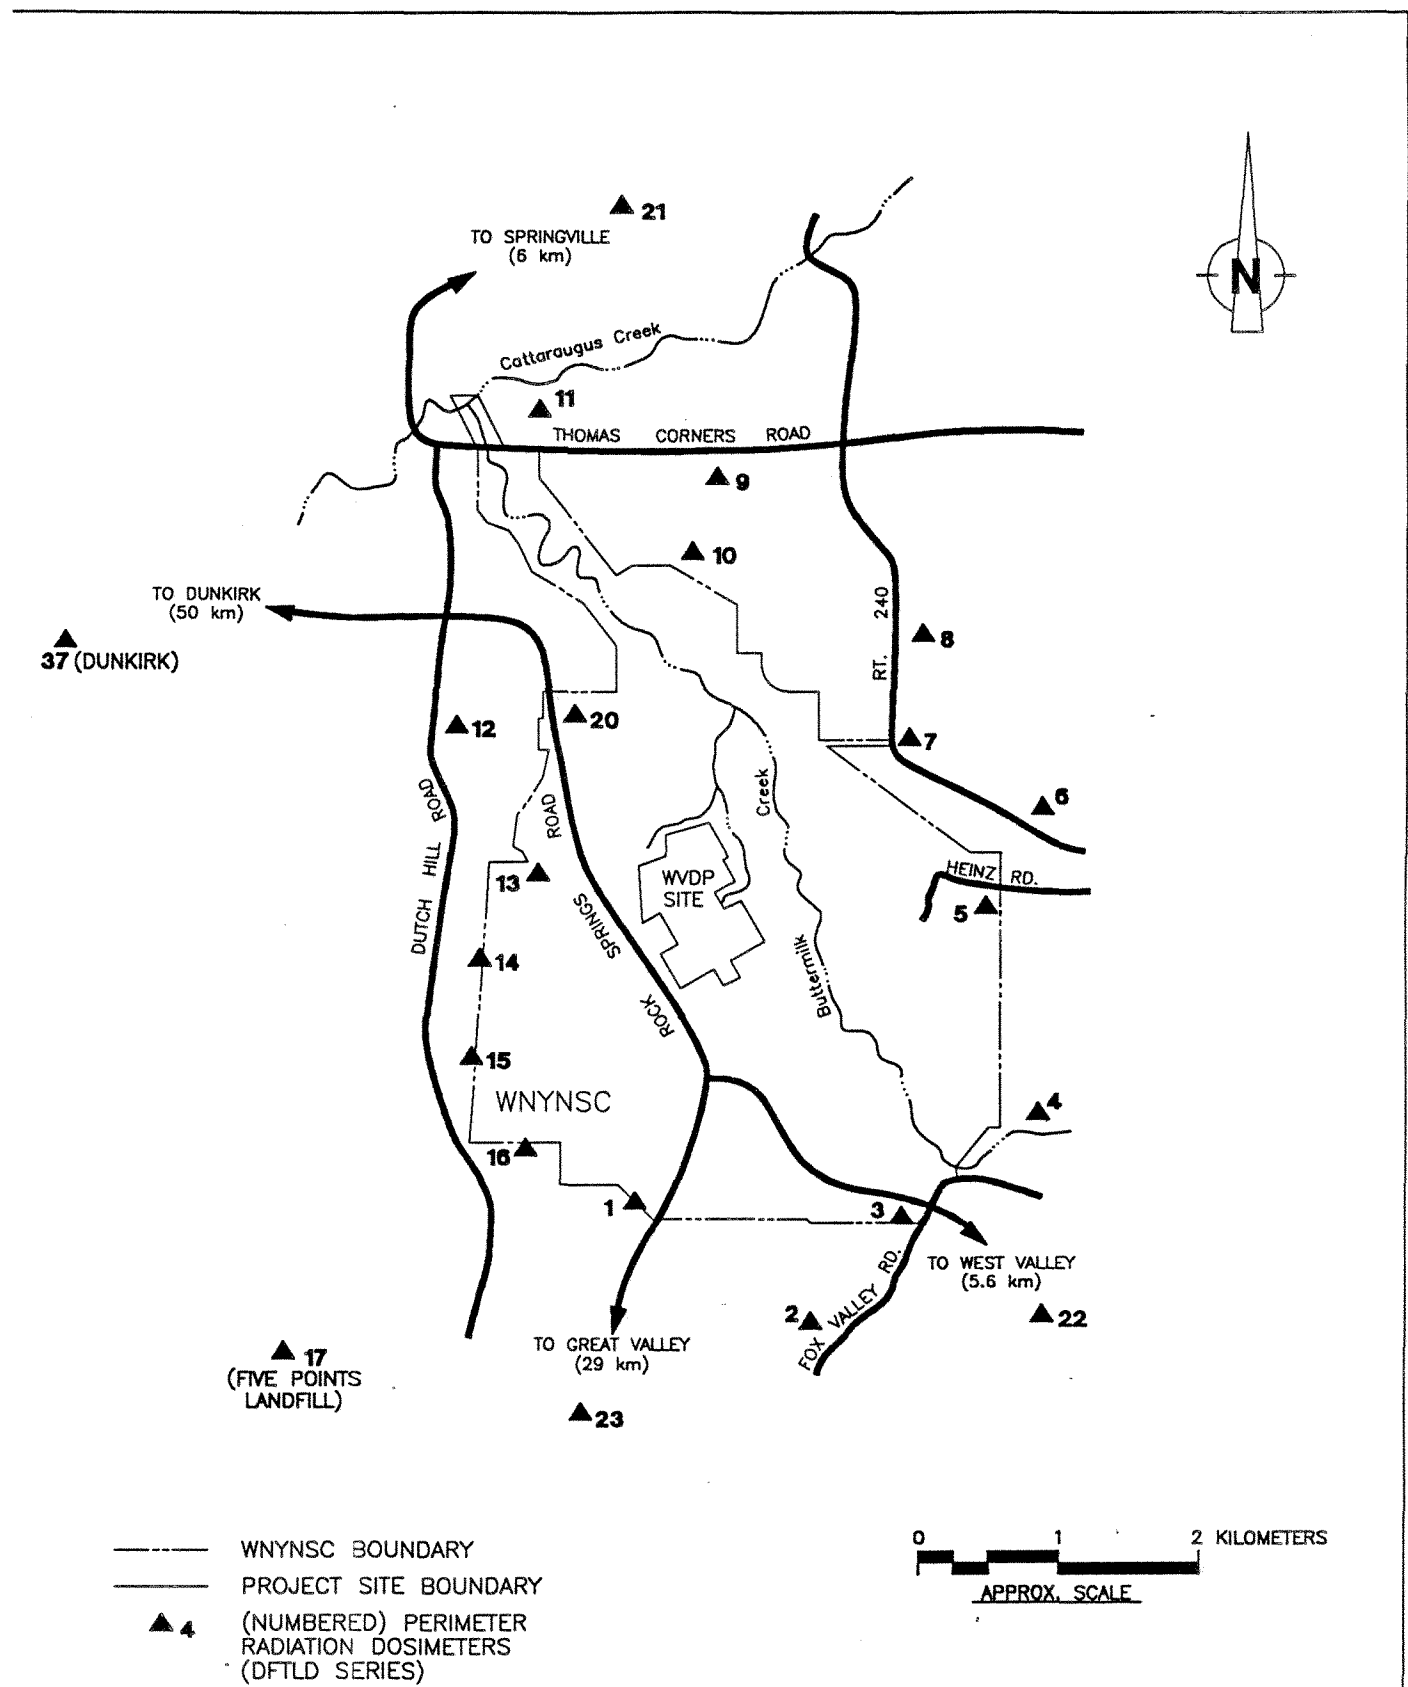 21
TO SPRINGVILLE
(6 km)
N
Cattaraugus Creek
11
THOMAS CORNERS ROAD
9
10
TO DUNKIRK
(50 km)
RT. 240
8
37 (DUNKIRK)
12
20
7
6
DUTCH HILL ROAD
ROCK SPRINGS ROAD
Buttermilk Creek
13
WVDP
SITE
HEINZ RD.
5
14
15
WNYNSC
4
16
1
3
TO WEST VALLEY
(5.6 km)
FOX VALLEY RD.
2
22
TO GREAT VALLEY
(29 km)
17
(FIVE POINTS
LANDFILL)
23
WNYNSC BOUNDARY
PROJECT SITE BOUNDARY
4
(NUMBERED) PERIMETER
RADIATION DOSIMETERS
(DFTLD SERIES)
0 1 2 KILOMETERS
APPROX. SCALE